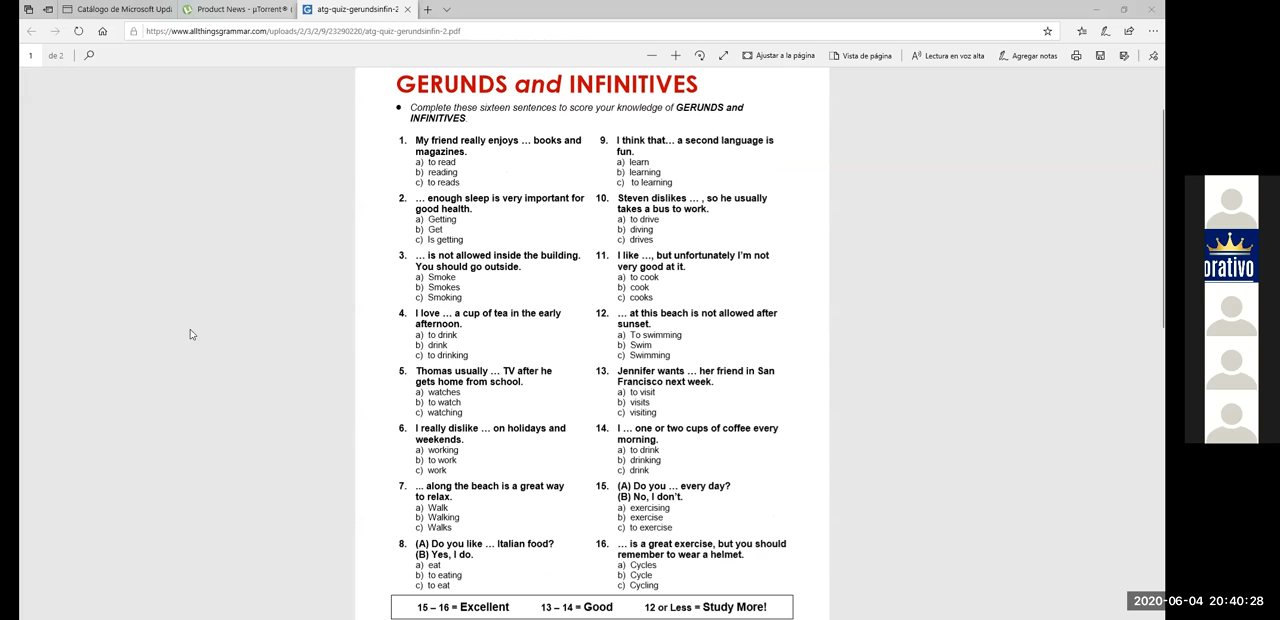 Catálogo de Microsoft Upda
Product News - µTorrent® (
atg-quiz-gerundsinfin-2
https://www.allthingsgrammar.com/uploads/2/3/2/9/23290220/atg-quiz-gerundsinfin-2.pdf
1 de 2
Ajustar a la página
Vista de página
Lectura en voz alta
Agregar notas
GERUNDS and INFINITIVES
Complete these sixteen sentences to score your knowledge of GERUNDS and
INFINITIVES.
1. My friend really enjoys … books and
magazines.
a) to read
b) reading
c) to reads
2. … enough sleep is very important for
good health.
a) Getting
b) Get
c) Is getting
3. … is not allowed inside the building.
You should go outside.
a) Smoke
b) Smokes
c) Smoking
4. I love … a cup of tea in the early
afternoon.
a) to drink
b) drink
c) to drinking
5. Thomas usually … TV after he
gets home from school.
a) watches
b) to watch
c) watching
6. I really dislike … on holidays and
weekends.
a) working
b) to work
c) work
7. ... along the beach is a great way
to relax.
a) Walk
b) Walking
c) Walks
8. (A) Do you like … Italian food?
(B) Yes, I do.
a) eat
b) to eating
c) to eat
9. I think that… a second language is
fun.
a) learn
b) learning
c) to learning
10. Steven dislikes … , so he usually
takes a bus to work.
a) to drive
b) diving
c) drives
11. I like …, but unfortunately I'm not
very good at it.
a) to cook
b) cook
c) cooks
12. … at this beach is not allowed after
sunset.
a) To swimming
b) Swim
c) Swimming
13. Jennifer wants … her friend in San
Francisco next week.
a) to visit
b) visits
c) visiting
14. I … one or two cups of coffee every
morning.
a) to drink
b) drinking
c) drink
15. (A) Do you … every day?
(B) No, I don't.
a) exercising
b) exercise
c) to exercise
16. … is a great exercise, but you should
remember to wear a helmet.
a) Cycles
b) Cycle
c) Cycling
15 – 16 = Excellent 13 – 14 = Good 12 or Less = Study More!
orativo
2020-06-04 20:40:28